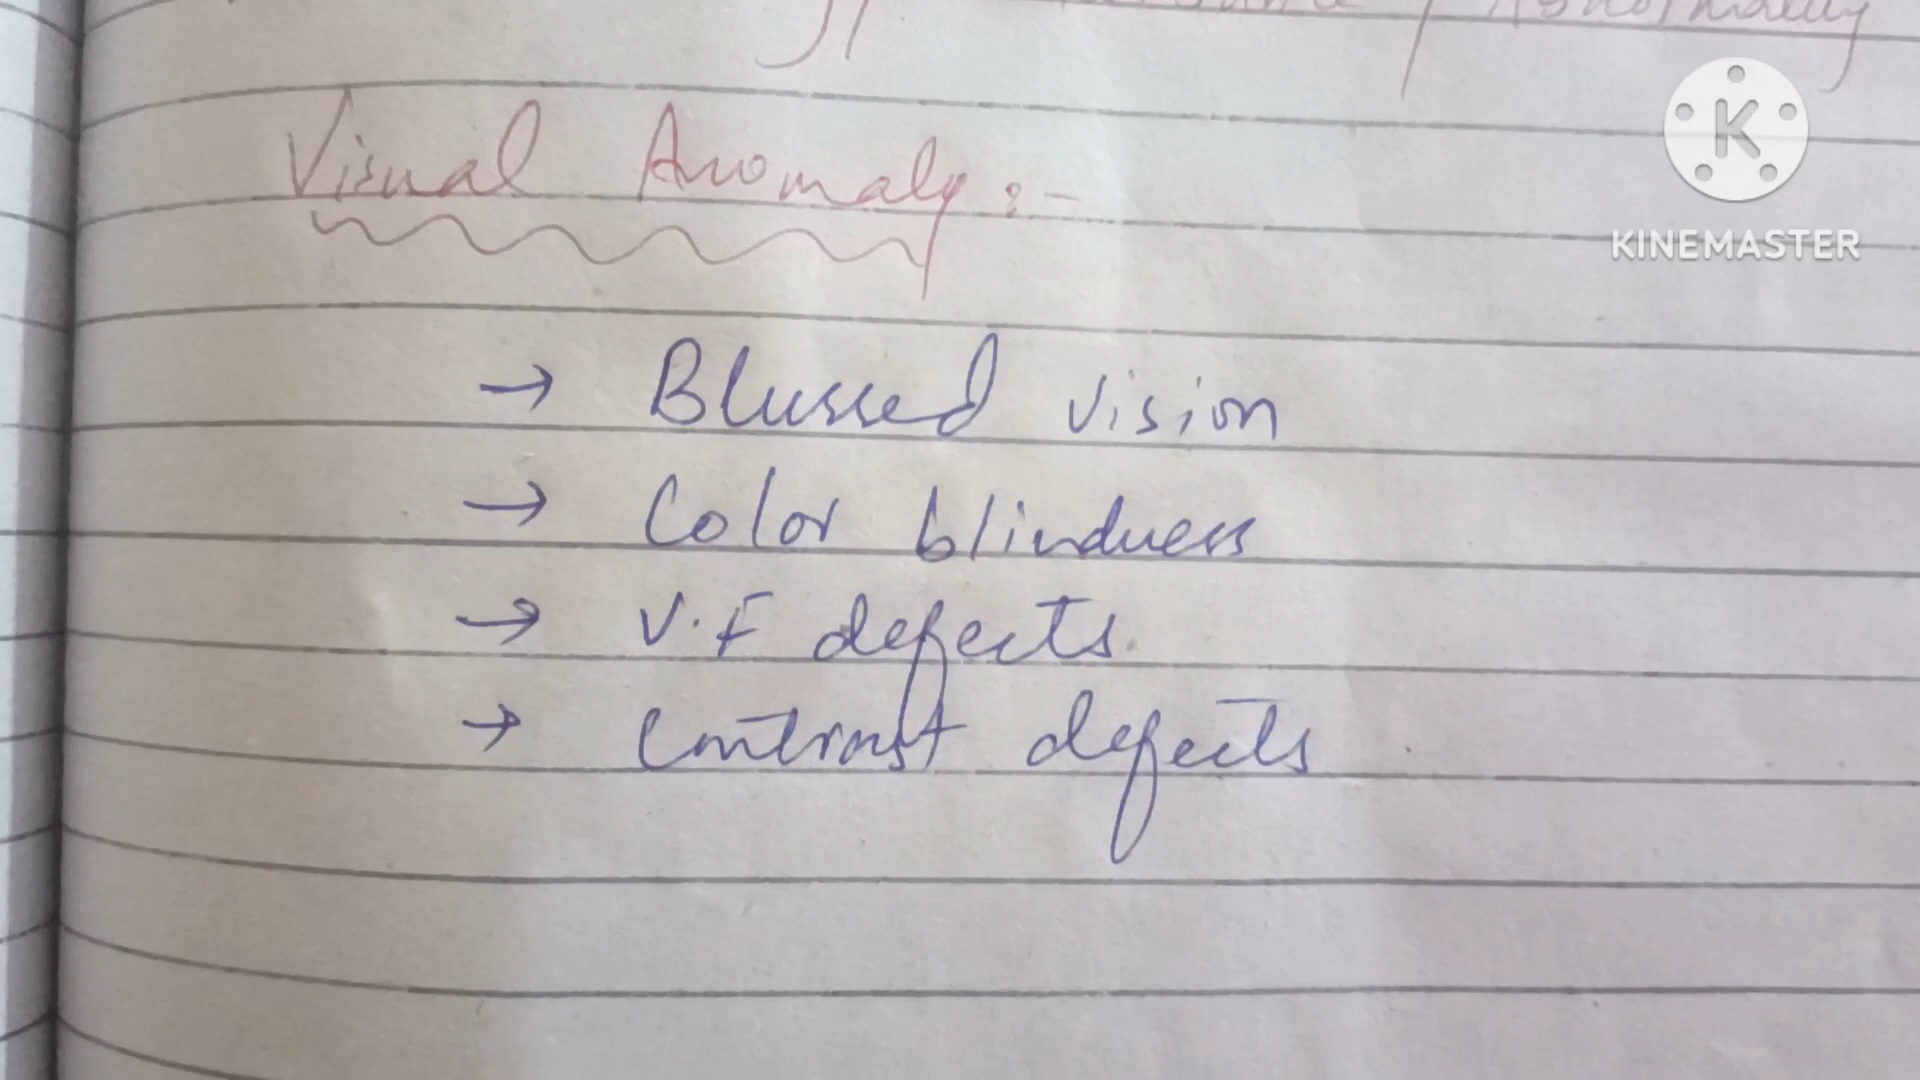 Visual Anomaly :-
→ Blurred vision
→ Color blindness
→ V.F defects.
→ Contrast defects
KINEMASTER